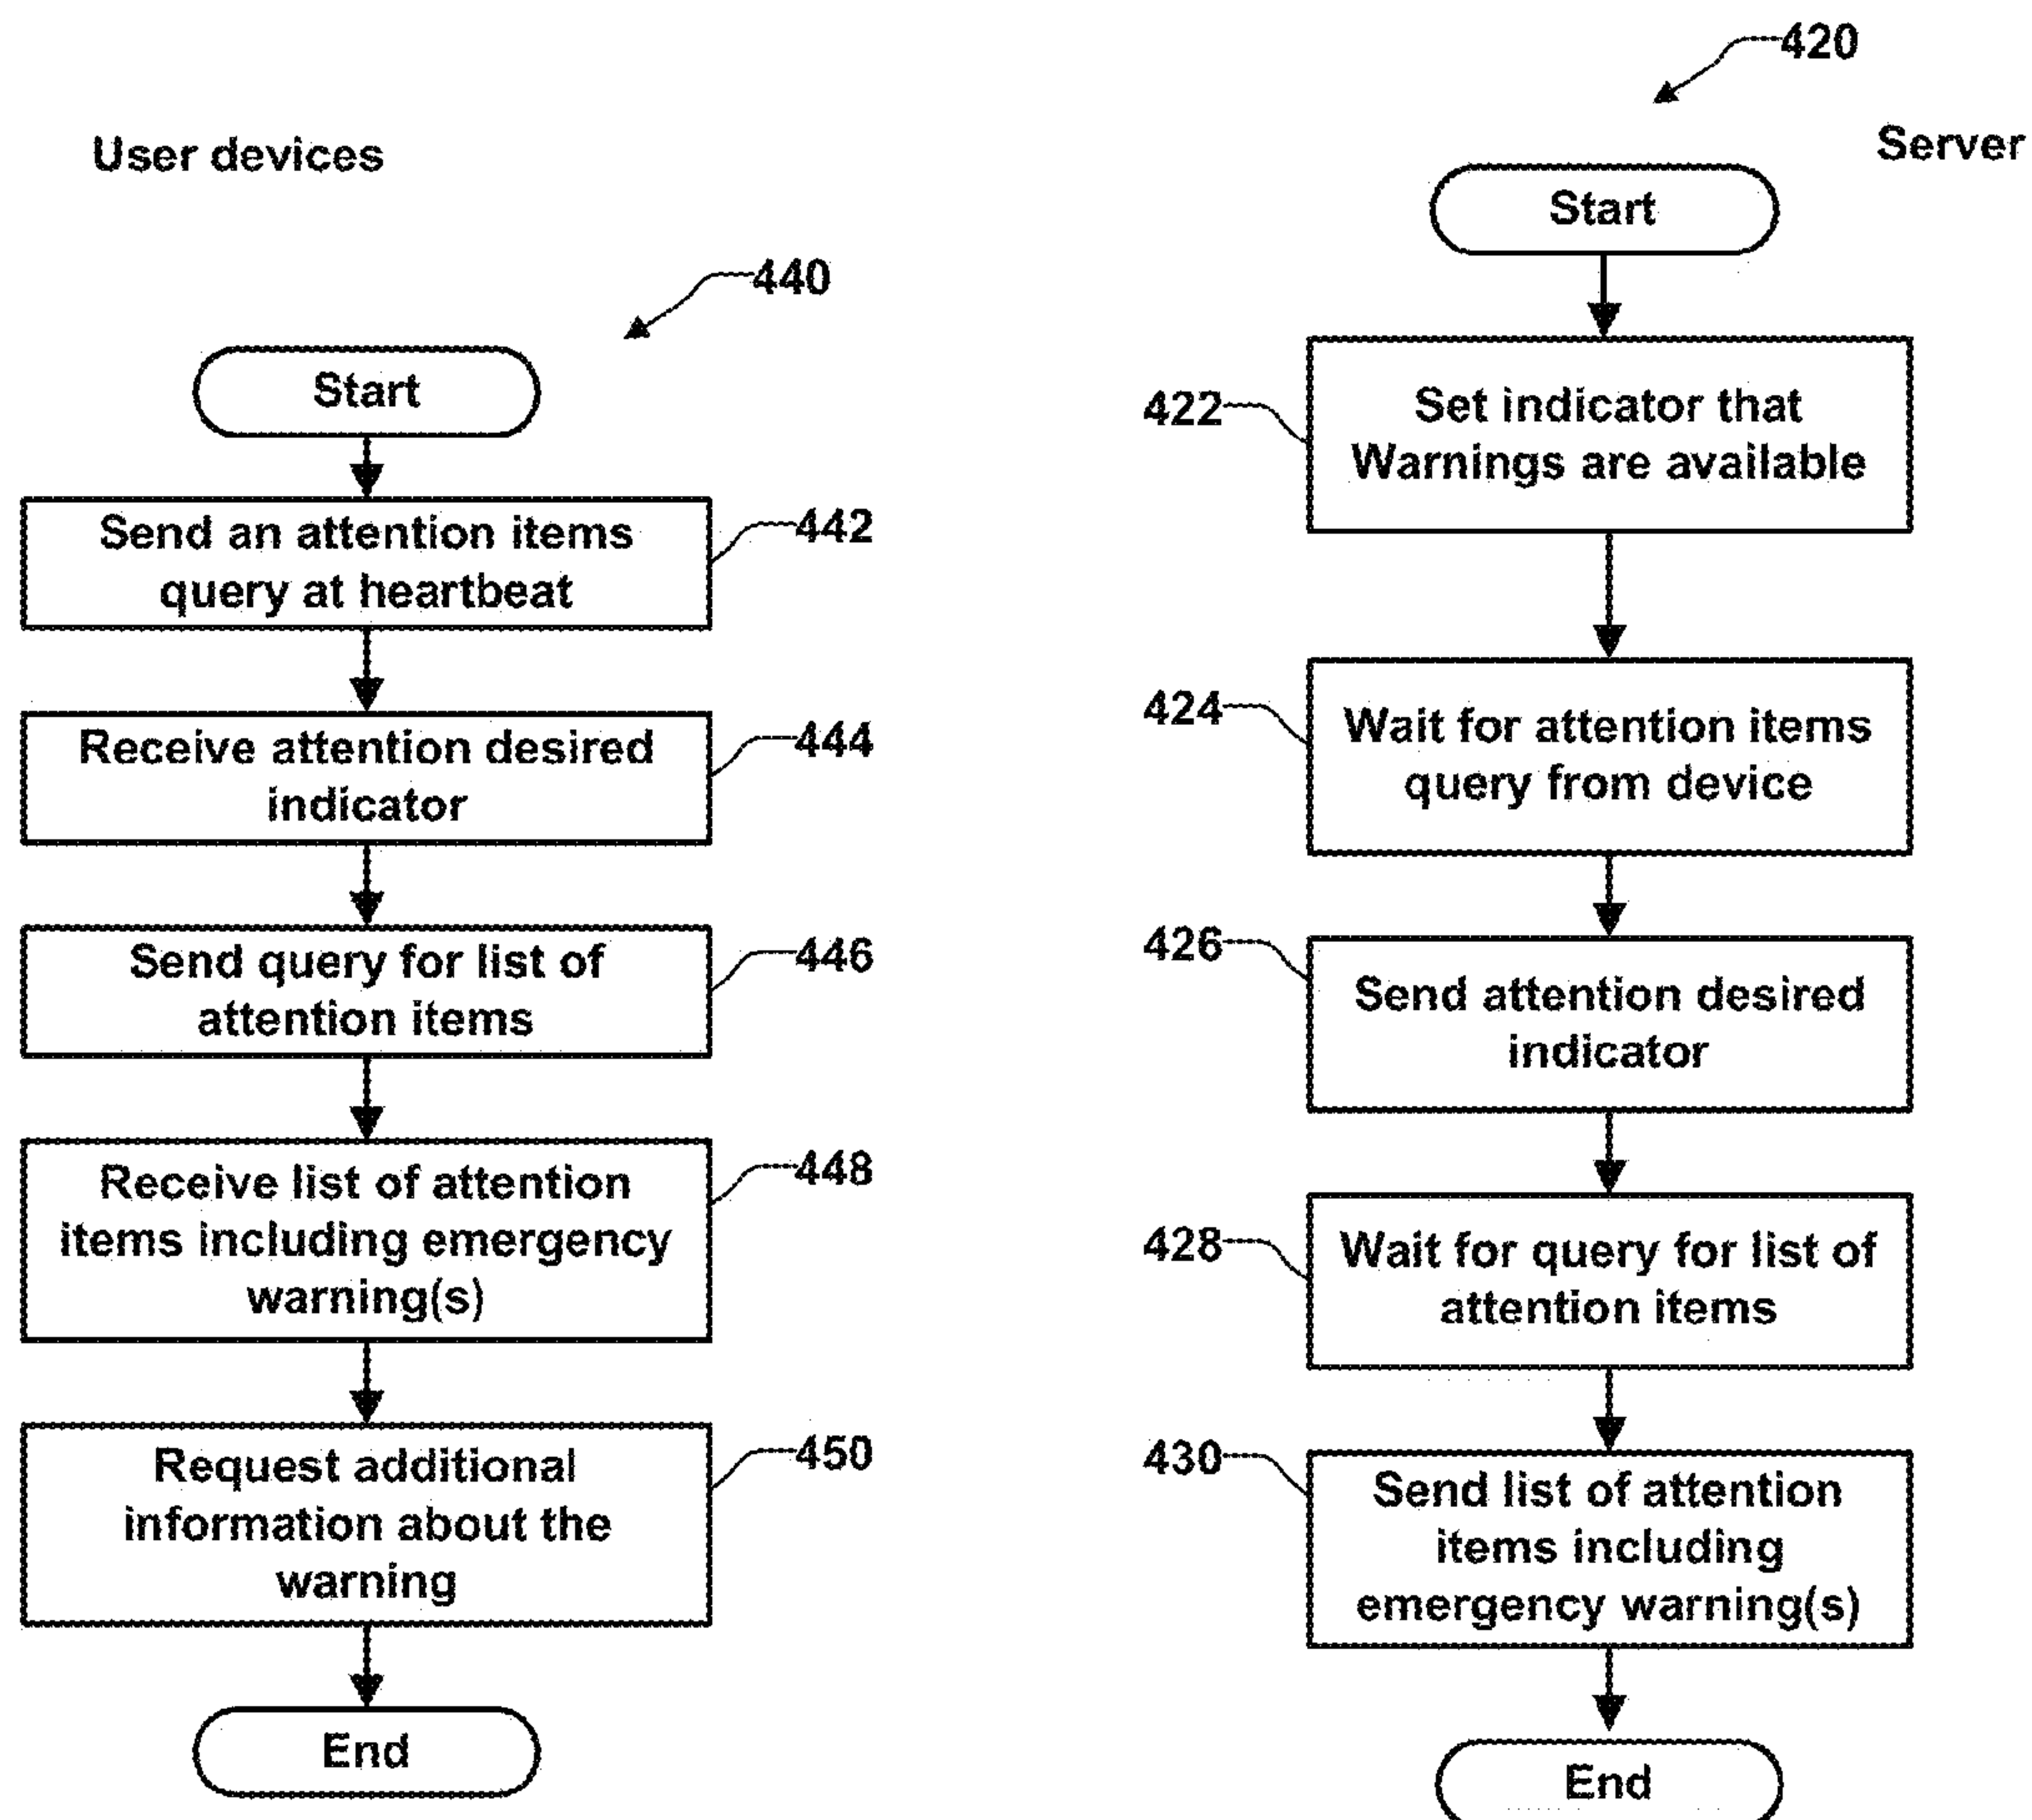 User devices
440
Start
Send an attention items
query at heartbeat
442
Receive attention desired
indicator
444
Send query for list of
attention items
446
Receive list of attention
items including emergency
warning(s)
448
Request additional
information about the
warning
450
End
420
Server
Start
422
Set indicator that
Warnings are available
424
Wait for attention items
query from device
426
Send attention desired
indicator
428
Wait for query for list of
attention items
430
Send list of attention
items including
emergency warning(s)
End